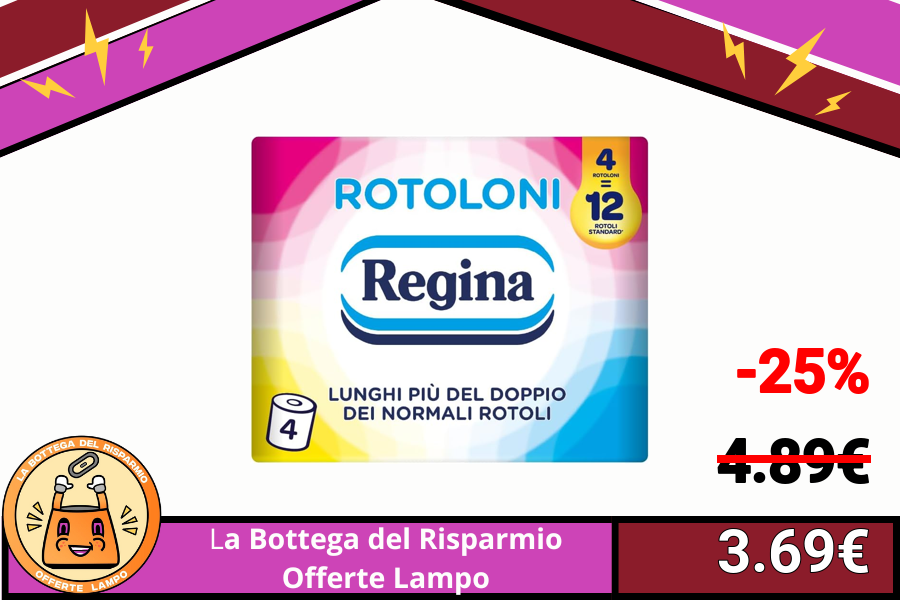 4
ROTOLONI
=
12
ROTOLI
STANDARD*
ROTOLONI
Regina
LUNGHI PIÙ DEL DOPPIO
DEI NORMALI ROTOLI
4
-25%
4.89€
3.69€
LA BOTTEGA DEL RISPARMIO
OFFERTE LAMPO
La Bottega del Risparmio
Offerte Lampo